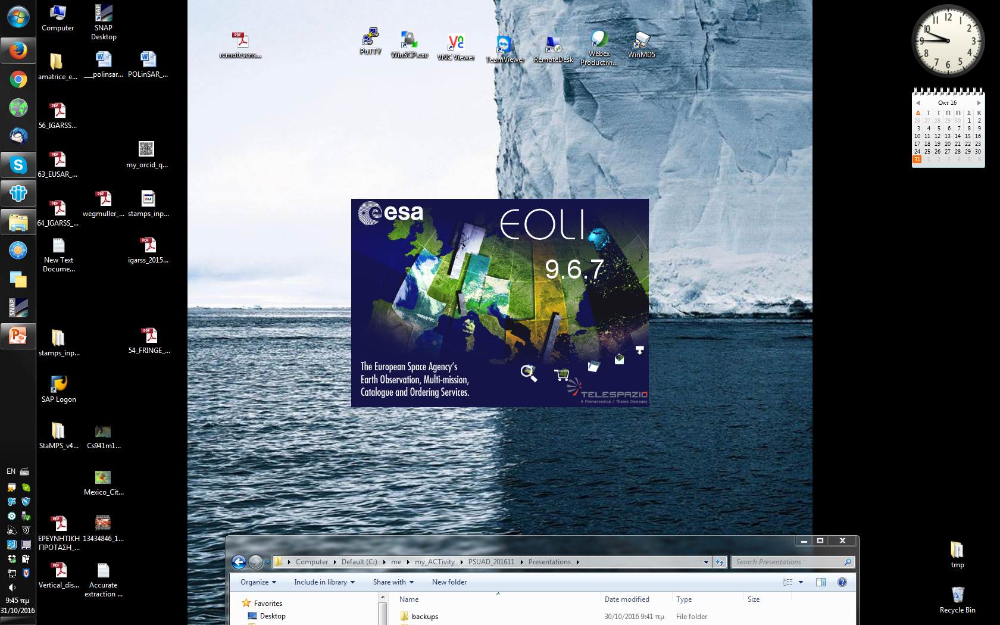 Computer
SNAP
Desktop
amatrice_e...
__polinsar...
POLinSAR_...
56_IGARSS...
63_EUSAR_...
my_orcid_q...
64_IGARSS_...
wegmuller_...
stamps_inp...
New Text
Docume...
igarss_2015...
SNAP
stamps_inp...
54_FRINGE_...
SAP Logon
StaMPS_v4...
Cs941m1...
Mexico_Cit...
ΕΡΕΥΝΗΤΙΚΗ
ΠΡΟΤΑΣΗ_...
13434846_1...
Vertical_dis...
Accurate
extraction ...
EN
9:45 πμ
31/10/2016
remotesens...
PuTTY
WinSCP.exe
VNC Viewer
TeamViewer
RemoteDesk
Webex
Productivi...
WinMD5
esa
EOLI
9.6.7
The European Space Agency's
Earth Observation, Multi-mission,
Catalogue and Ordering Services.
TELESPAZIO
A Finmeccanica / Thales Company
12 1 2 3 4 5 6 7 8 9 10 11
Οκτ 16
Δ Τ Τ Π Π Σ Κ
26 27 28 29 30 1 2
3 4 5 6 7 8 9
10 11 12 13 14 15 16
17 18 19 20 21 22 23
24 25 26 27 28 29 30
31 1 2 3 4 5 6
Computer Default (C:) me my_ACTivity PSUAD_201611 Presentations
Search Presentations
Organize Include in library Share with New folder
Favorites
Desktop
Name Date modified Type Size
backups 30/10/2016 9:41 πμ File folder
tmp
Recycle Bin